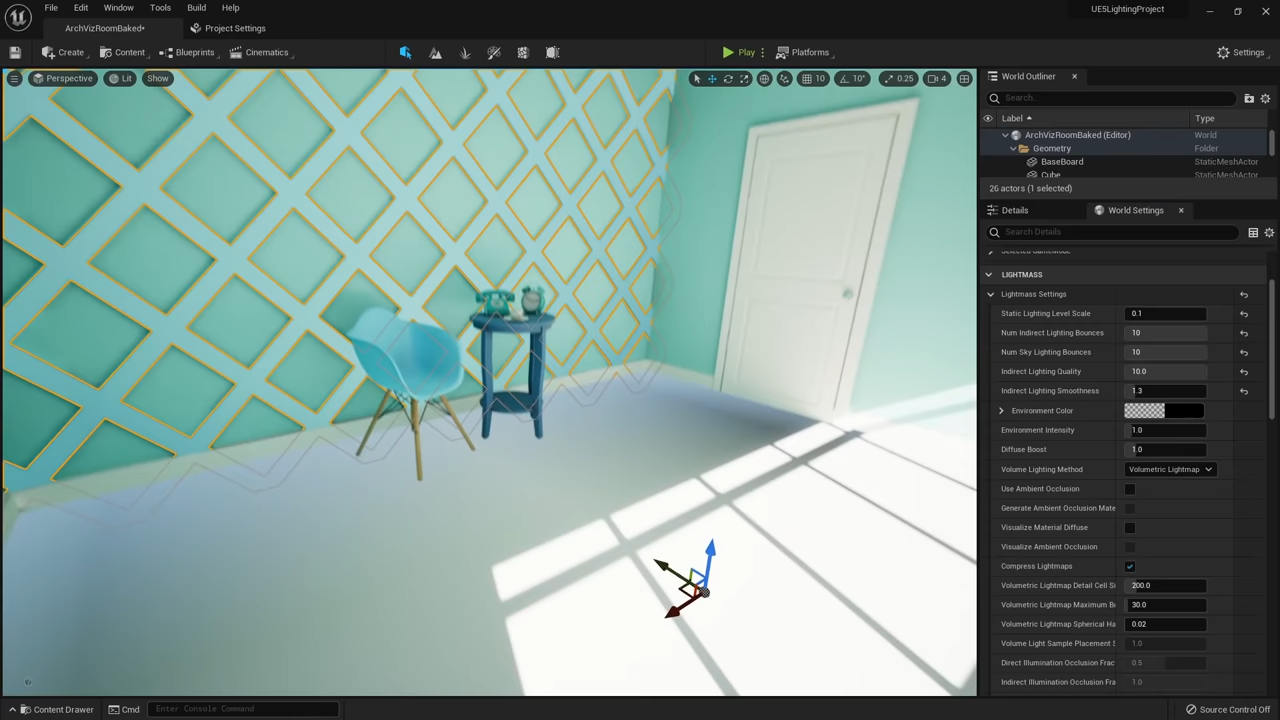 File Edit Window Tools Build Help
UE5LightingProject
ArchVizRoomBaked•
Project Settings
Create
Content
Blueprints
Cinematics
Play
Platforms
Settings
Perspective
Lit
Show
10
10°
0.25
4
World Outliner
Search...
Label
Type
ArchVizRoomBaked (Editor) World
Geometry Folder
BaseBoard StaticMeshActor
Cube StaticMeshActor
26 actors (1 selected)
Details
World Settings
Search Details
Selected GameMode
LIGHTMASS
Lightmass Settings
Static Lighting Level Scale 0.1
Num Indirect Lighting Bounces 10
Num Sky Lighting Bounces 10
Indirect Lighting Quality 10.0
Indirect Lighting Smoothness 1.3
Environment Color
Environment Intensity 1.0
Diffuse Boost 1.0
Volume Lighting Method Volumetric Lightmap
Use Ambient Occlusion
Generate Ambient Occlusion Mate
Visualize Material Diffuse
Visualize Ambient Occlusion
Compress Lightmaps
Volumetric Lightmap Detail Cell Si 200.0
Volumetric Lightmap Maximum B 30.0
Volumetric Lightmap Spherical Ha 0.02
Volume Light Sample Placement S 1.0
Direct Illumination Occlusion Frac 0.5
Indirect Illumination Occlusion Fra 1.0
Content Drawer
Cmd
Enter Console Command
Source Control Off